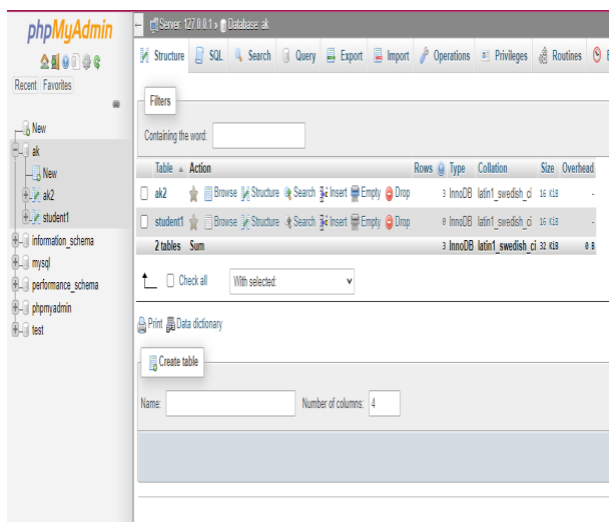 phpMyAdmin
Recent Favorites
New
ak
New
ak2
student1
information_schema
mysql
performance_schema
phpmyadmin
test
Server: 127.0.0.1 » Database: ak
Structure SQL Search Query Export Import Operations Privileges Routines
Filters
Containing the word:
Table Action Rows Type Collation Size Overhead
ak2 Browse Structure Search Insert Empty Drop 3 InnoDB latin1_swedish_ci 16 KiB -
student1 Browse Structure Search Insert Empty Drop 0 InnoDB latin1_swedish_ci 16 KiB -
2 tables Sum 3 InnoDB latin1_swedish_ci 32 KiB 0 B
Check all With selected:
Print Data dictionary
Create table
Name: Number of columns: 4